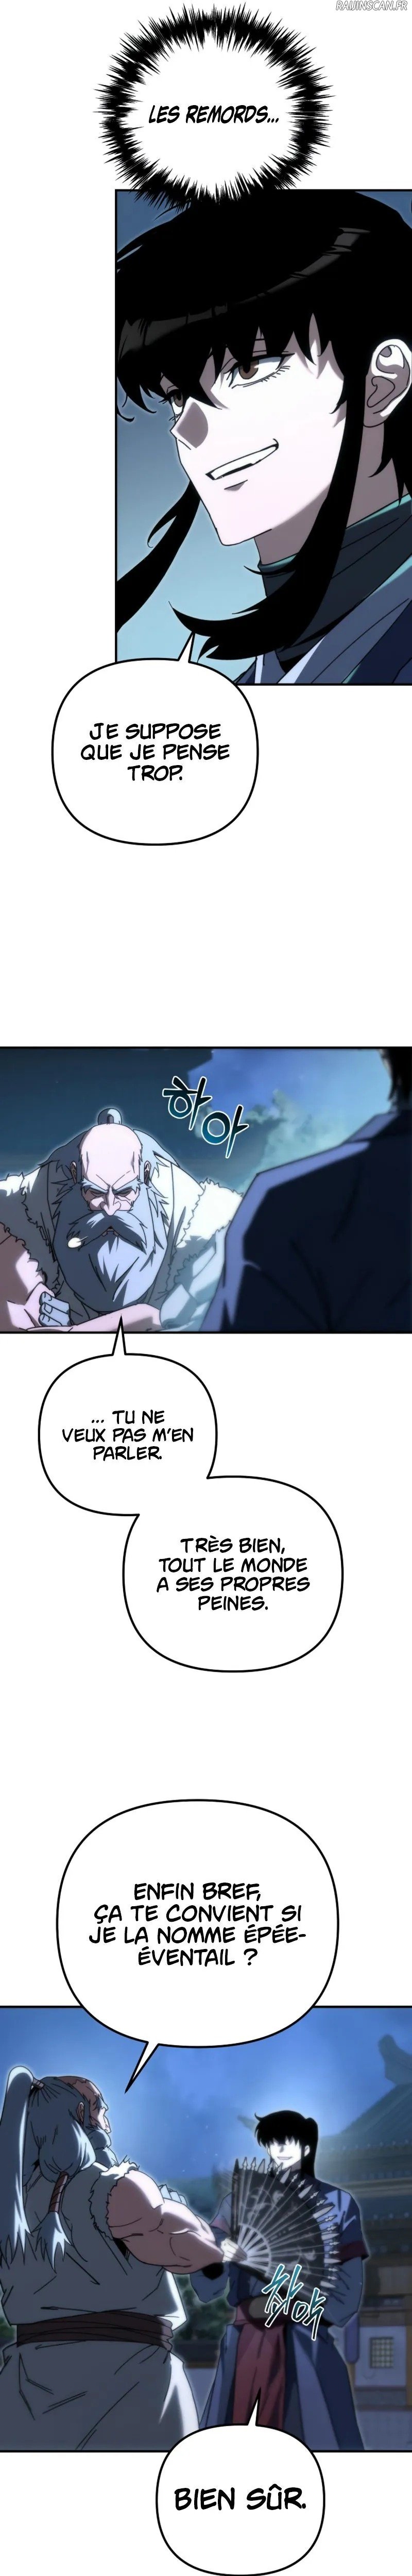 RAIJINSCAN.FR
LES REMORDS...
JE SUPPOSE
QUE JE PENSE
TROP.
하
아
... TU NE
VEUX PAS M'EN
PARLER.
TRÈS BIEN,
TOUT LE MONDE
A SES PROPRES
PEINES.
ENFIN BREF,
ÇA TE CONVIENT SI
JE LA NOMME ÉPÉE-
ÉVENTAIL ?
BIEN SÛR.